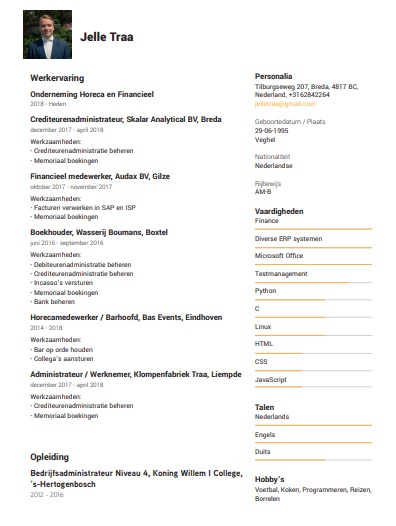 Jelle Traa
Werkervaring
Onderneming Horeca en Financieel
2018 - Heden
Crediteurenadministrateur, Skalar Analytical BV, Breda
december 2017 - april 2018
Werkzaamheden:
- Crediteurenadministratie beheren
- Memoriaal boekingen
Financieel medewerker, Audax BV, Gilze
oktober 2017 - november 2017
Werkzaamheden:
- Facturen verwerken in SAP en ISP
- Memoriaal boekingen
Boekhouder, Wasserij Boumans, Boxtel
juni 2016 - september 2016
Werkzaamheden:
- Debiteurenadministratie beheren
- Crediteurenadministratie beheren
- Incasso's versturen
- Memoriaal boekingen
- Bank beheren
Horecamedewerker / Barhoofd, Bas Events, Eindhoven
2014 - 2018
Werkzaamheden:
- Bar op orde houden
- Collega's aansturen
Administrateur / Werknemer, Klompenfabriek Traa, Liempde
december 2017 - april 2018
Werkzaamheden:
- Crediteurenadministratie beheren
- Memoriaal boekingen
Opleiding
Bedrijfsadministrateur Niveau 4, Koning Willem I College,
's-Hertogenbosch
2012 - 2016
Personalia
Tilburgseweg 207, Breda, 4817 BC,
Nederland, +3162842264
jelletraa@gmail.com
Geboortedatum / Plaats
29-06-1995
Veghel
Nationaliteit
Nederlandse
Rijbewijs
AM-B
Vaardigheden
Finance
Diverse ERP systemen
Microsoft Office
Testmanagement
Python
C
Linux
HTML
CSS
JavaScript
Talen
Nederlands
Engels
Duits
Hobby's
Voetbal, Koken, Programmeren, Reizen,
Borrelen